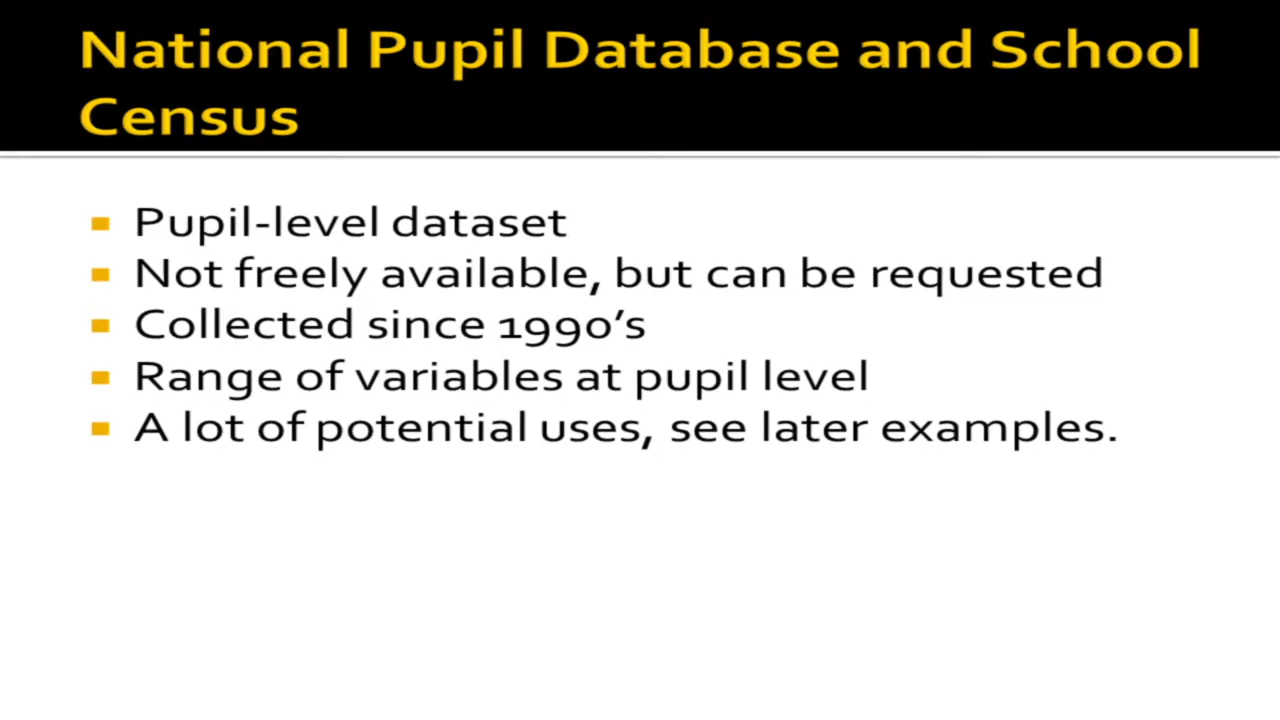 National Pupil Database and School
Census
Pupil-level dataset
Not freely available, but can be requested
Collected since 1990's
Range of variables at pupil level
A lot of potential uses, see later examples.